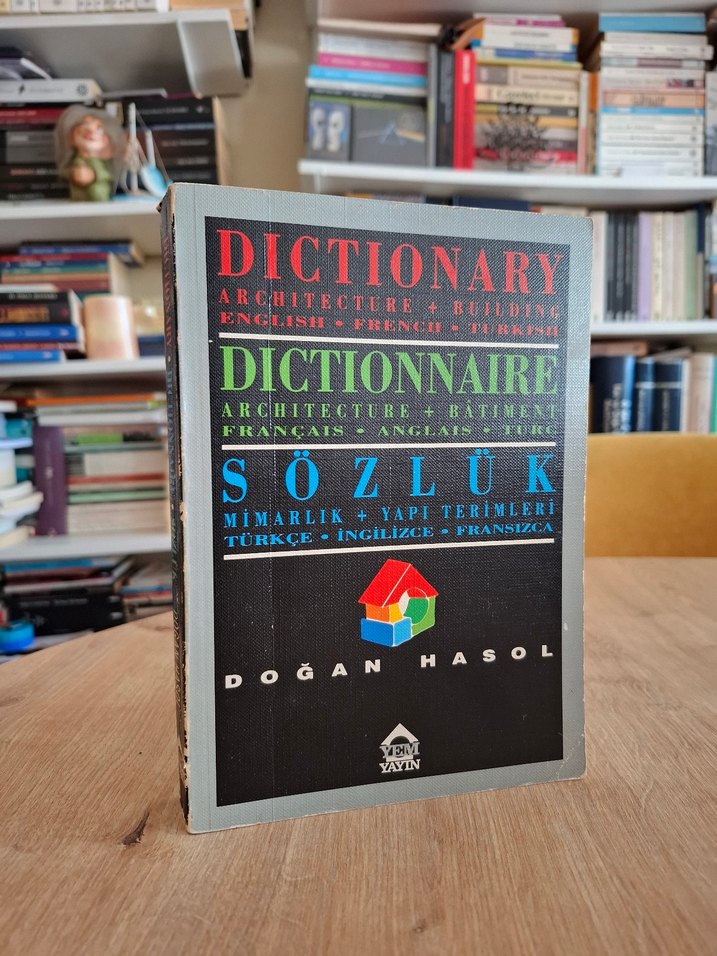 DICTIONARY
ARCHITECTURE + BUILDING
ENGLISH • FRENCH • TURKISH
DICTIONNAIRE
ARCHITECTURE + BÂTIMENT
FRANÇAIS • ANGLAIS • TURC
SÖZLÜK
MİMARLIK + YAPI TERİMLERİ
TÜRKÇE • İNGİLİZCE • FRANSIZCA
DOĞAN HASOL
YEM
YAYIN